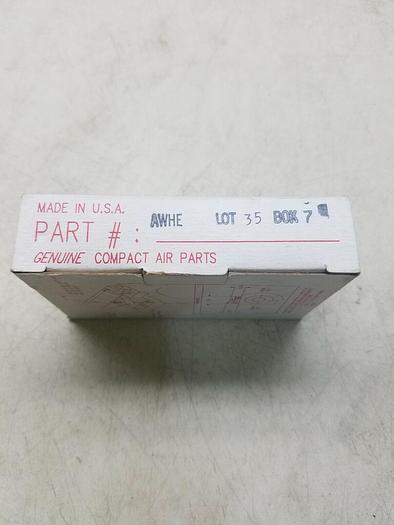 MADE IN U.S.A.
AWHE LOT 35 BOX 7
PART # :
GENUINE COMPACT AIR PARTS